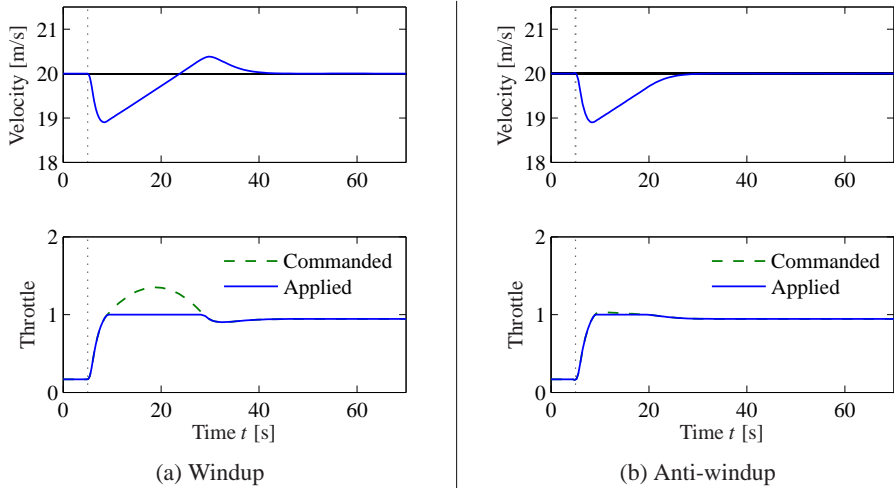 21
20
19
18
Velocity [m/s]
0 20 40 60
2
1
0
Throttle
Commanded
Applied
0 20 40 60
Time t [s]
(a) Windup
21
20
19
18
Velocity [m/s]
0 20 40 60
2
1
0
Throttle
Commanded
Applied
0 20 40 60
Time t [s]
(b) Anti-windup